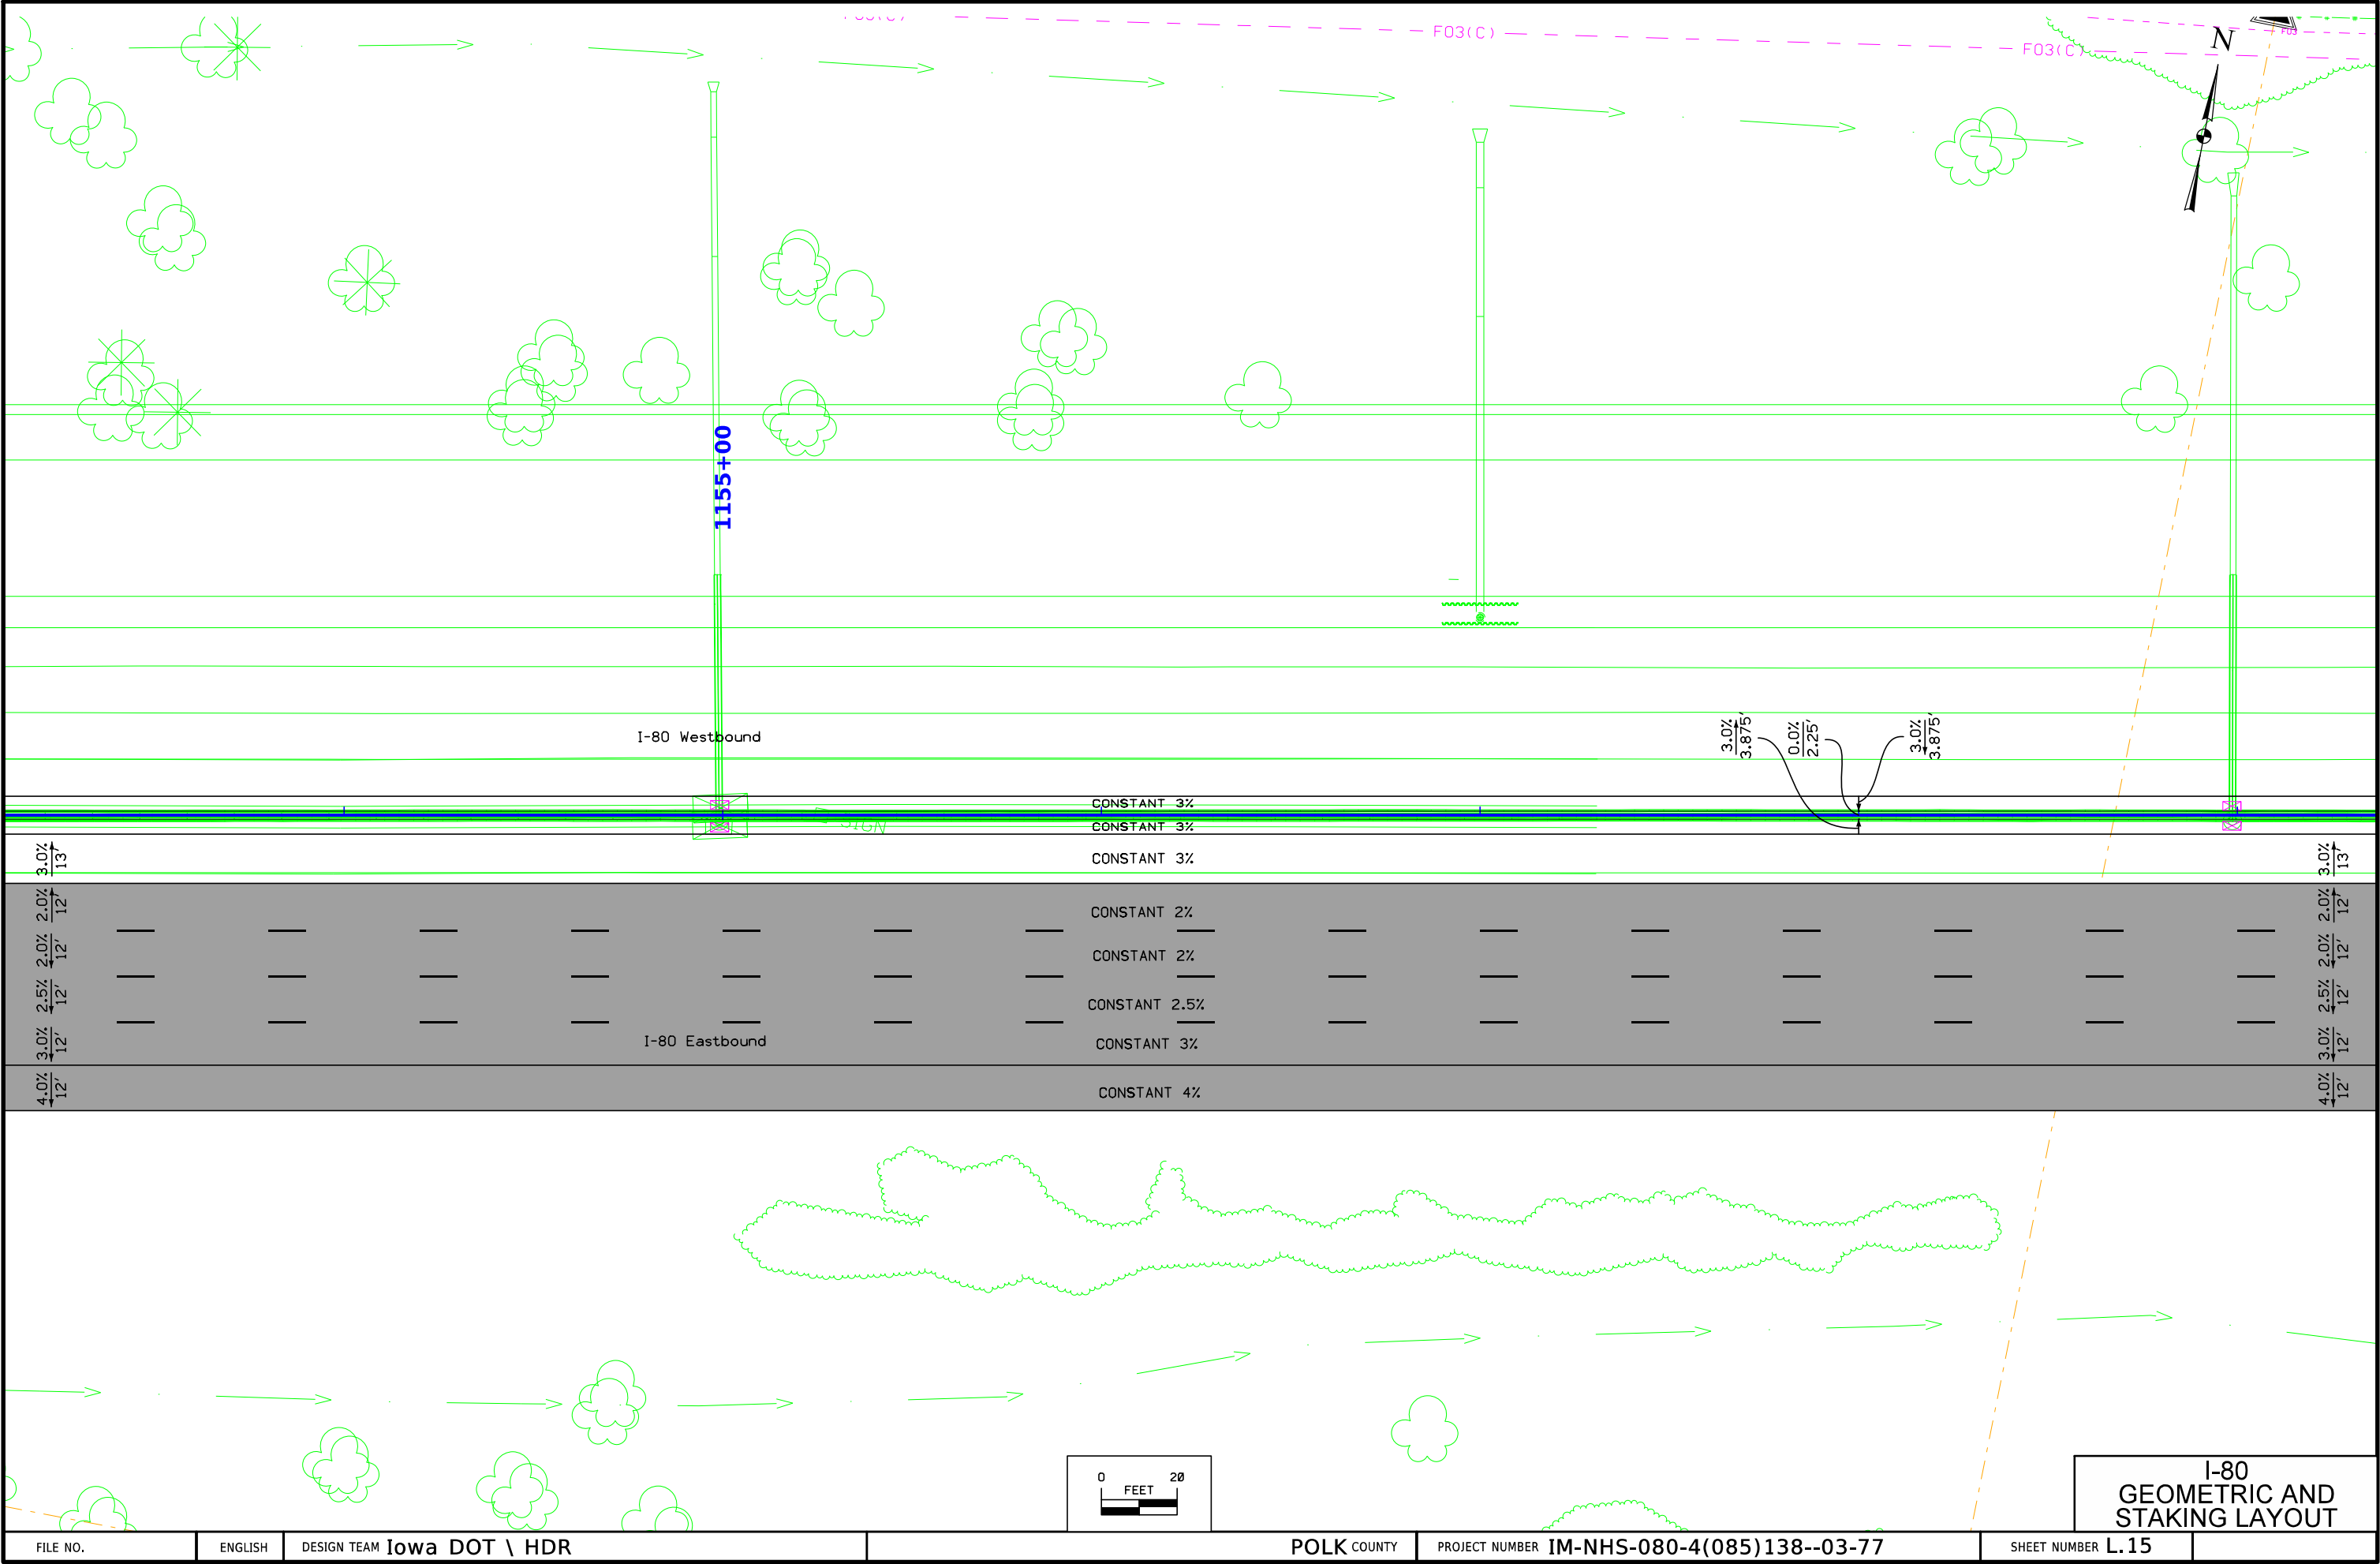 F03(C)
F03(C)
F03
N
1155+00
I-80 Westbound
3.0%
3.875'
0.0%
2.25'
3.0%
3.875'
CONSTANT 3%
SIGN
CONSTANT 3%
3.0%
13'
CONSTANT 3%
3.0%
13'
2.0%
12'
CONSTANT 2%
2.0%
12'
2.0%
12'
CONSTANT 2%
2.0%
12'
2.5%
12'
CONSTANT 2.5%
2.5%
12'
3.0%
12'
I-80 Eastbound
CONSTANT 3%
3.0%
12'
4.0%
12'
CONSTANT 4%
4.0%
12'
0 20
FEET
I-80
GEOMETRIC AND
STAKING LAYOUT
FILE NO. ENGLISH DESIGN TEAM Iowa DOT \ HDR POLK COUNTY PROJECT NUMBER IM-NHS-080-4(085)138--03-77 SHEET NUMBER L.15